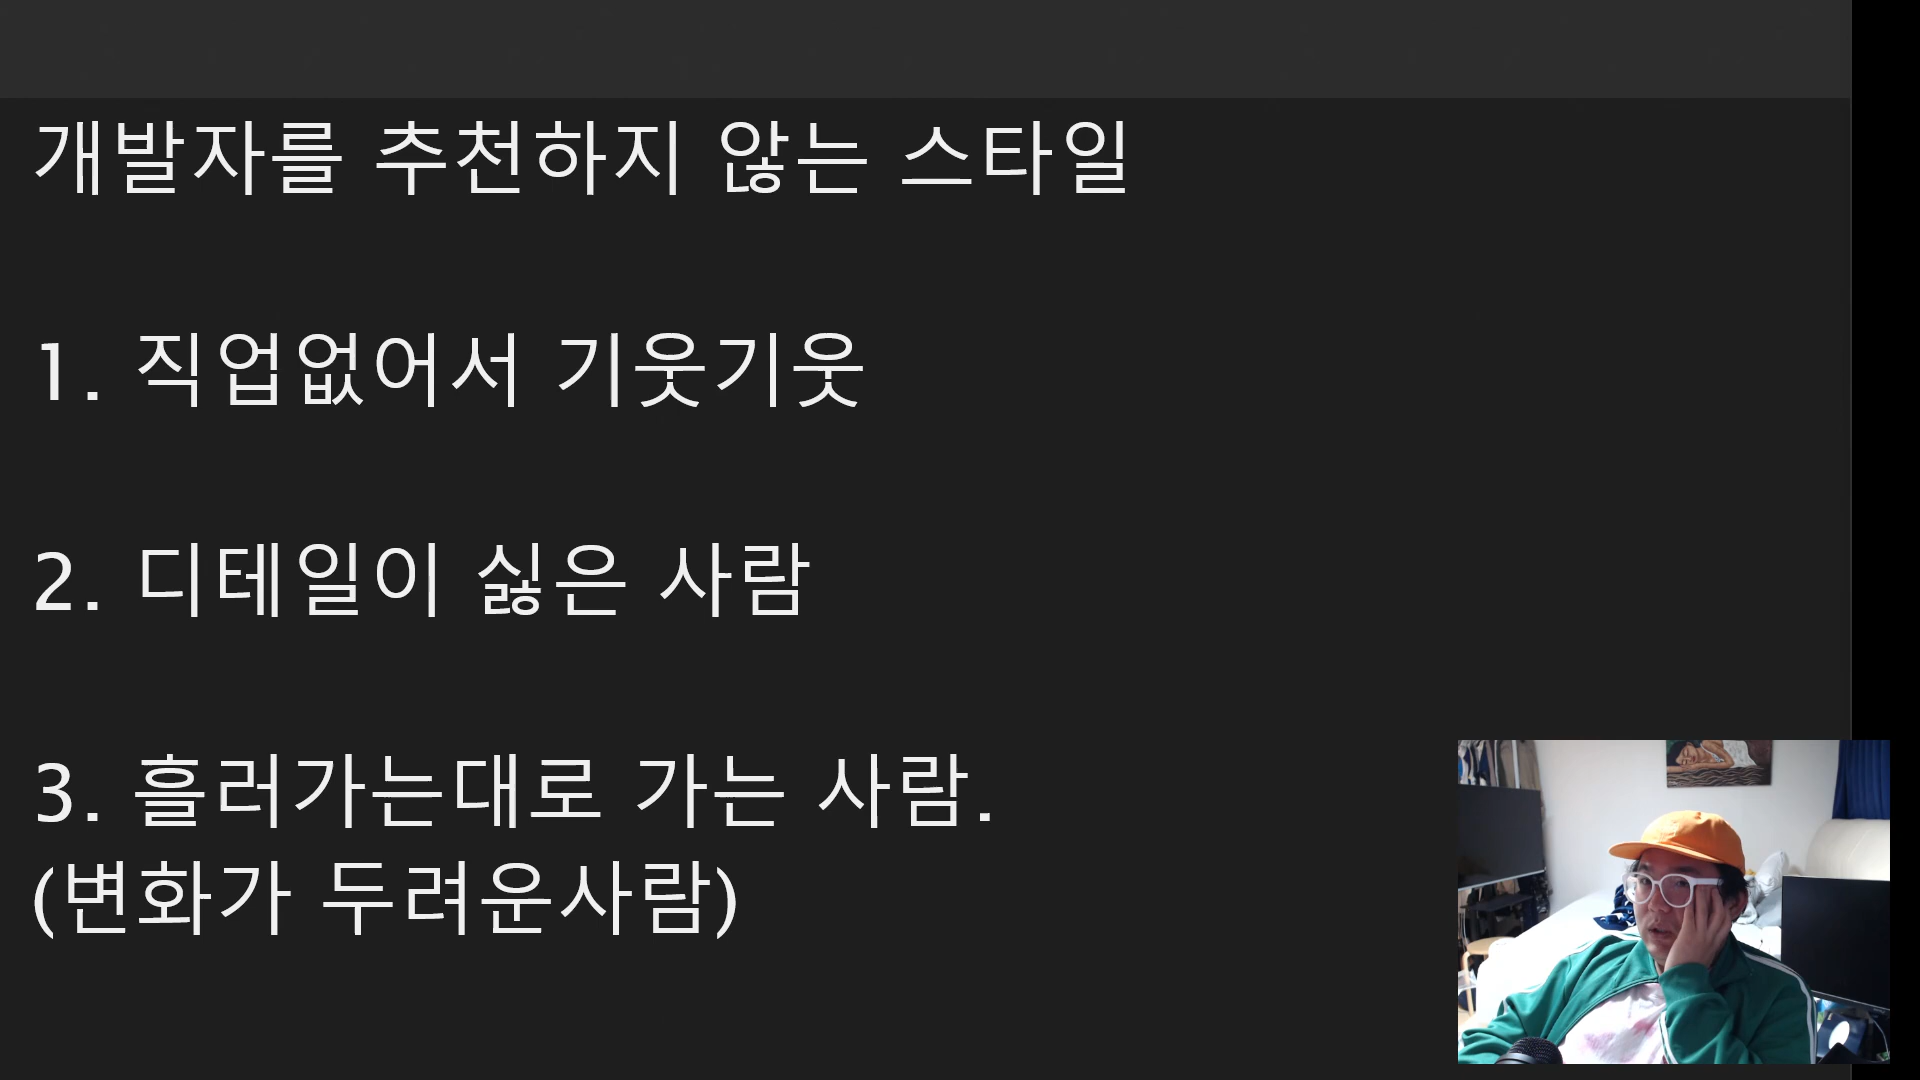 개발자를 추천하지 않는 스타일
1. 직업없어서 기웃기웃
2. 디테일이 싫은 사람
3. 흘러가는대로 가는 사람.
(변화가 두려운사람)